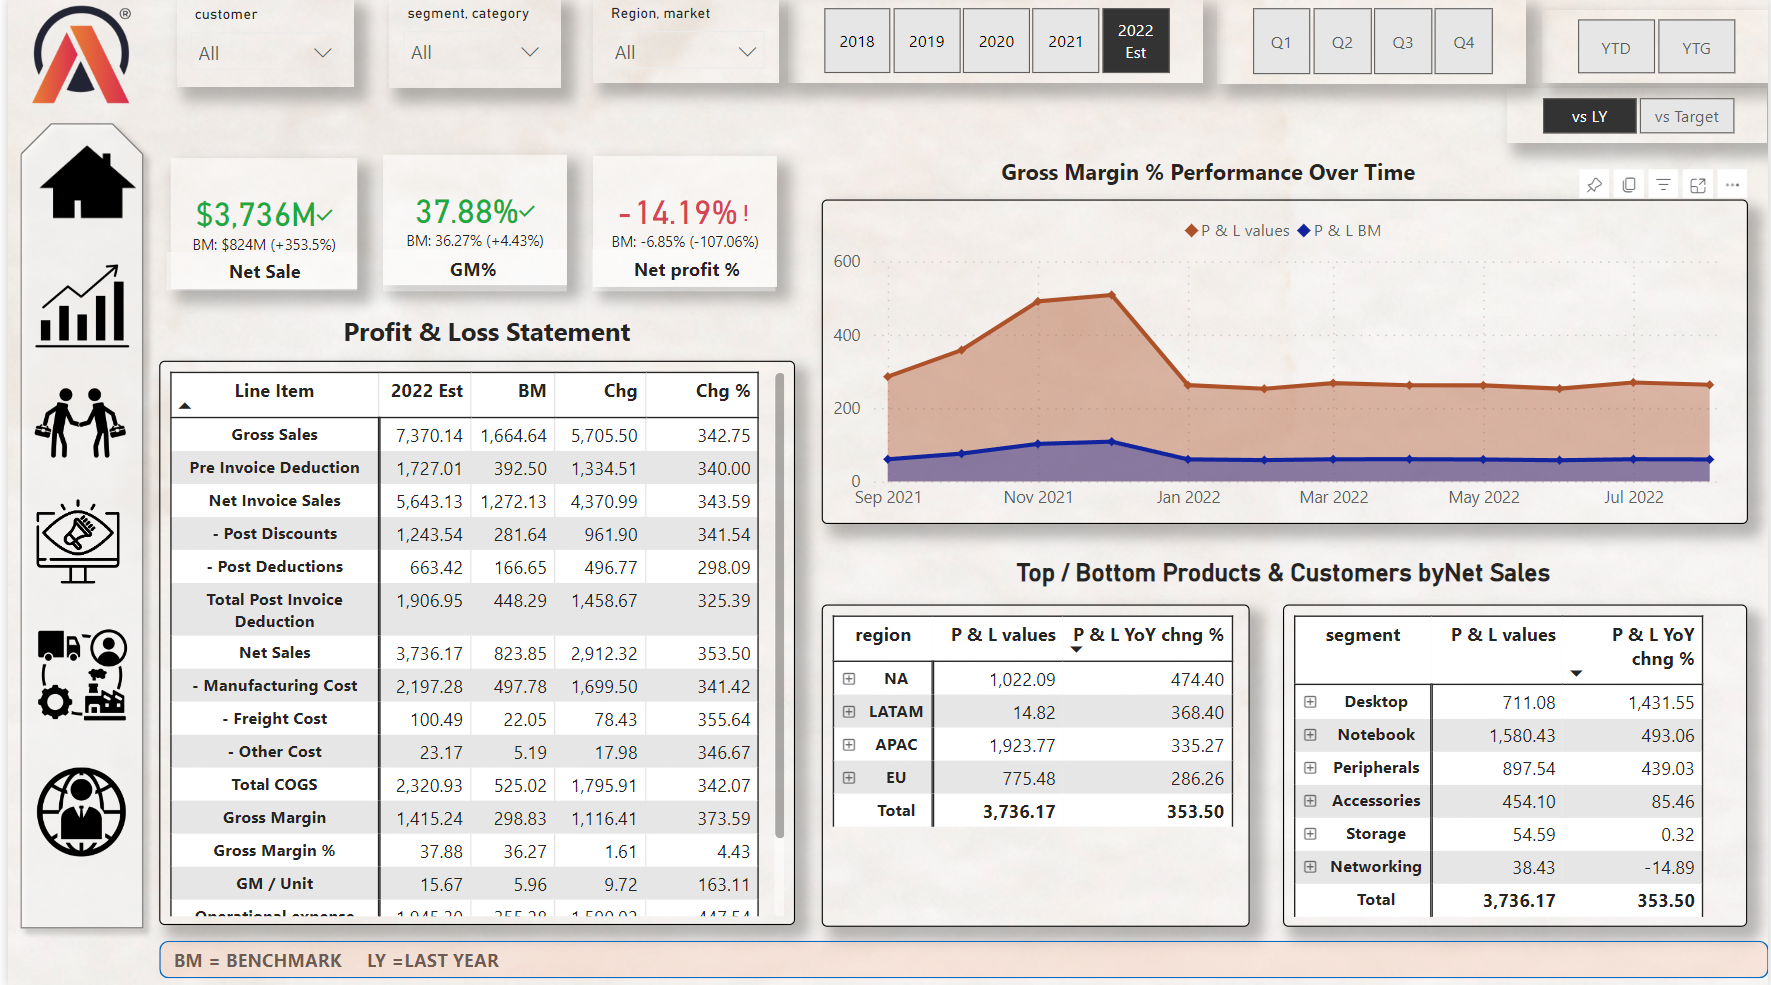 ®
customer
All
segment, category
All
Region, market
All
2018
2019
2020
2021
2022
Est
Q1
Q2
Q3
Q4
YTD
YTG
vs LY
vs Target
$3,736M
BM: $824M (+353.5%)
Net Sale
37.88%
BM: 36.27% (+4.43%)
GM%
-14.19% !
BM: -6.85% (-107.06%)
Net profit %
Gross Margin % Performance Over Time
P & L values P & L BM
600
400
200
0
Sep 2021 Nov 2021 Jan 2022 Mar 2022 May 2022 Jul 2022
Profit & Loss Statement
Line Item 2022 Est BM Chg Chg %
Gross Sales 7,370.14 1,664.64 5,705.50 342.75
Pre Invoice Deduction 1,727.01 392.50 1,334.51 340.00
Net Invoice Sales 5,643.13 1,272.13 4,370.99 343.59
- Post Discounts 1,243.54 281.64 961.90 341.54
- Post Deductions 663.42 166.65 496.77 298.09
Total Post Invoice
Deduction 1,906.95 448.29 1,458.67 325.39
Net Sales 3,736.17 823.85 2,912.32 353.50
- Manufacturing Cost 2,197.28 497.78 1,699.50 341.42
- Freight Cost 100.49 22.05 78.43 355.64
- Other Cost 23.17 5.19 17.98 346.67
Total COGS 2,320.93 525.02 1,795.91 342.07
Gross Margin 1,415.24 298.83 1,116.41 373.59
Gross Margin % 37.88 36.27 1.61 4.43
GM / Unit 15.67 5.96 9.72 163.11
Operational expense 1,945.30 355.28 1,590.02 447.54
Top / Bottom Products & Customers byNet Sales
region P & L values P & L YoY chng %
NA 1,022.09 474.40
LATAM 14.82 368.40
APAC 1,923.77 335.27
EU 775.48 286.26
Total 3,736.17 353.50
segment P & L values P & L YoY
chng %
Desktop 711.08 1,431.55
Notebook 1,580.43 493.06
Peripherals 897.54 439.03
Accessories 454.10 85.46
Storage 54.59 0.32
Networking 38.43 -14.89
Total 3,736.17 353.50
BM = BENCHMARK LY =LAST YEAR